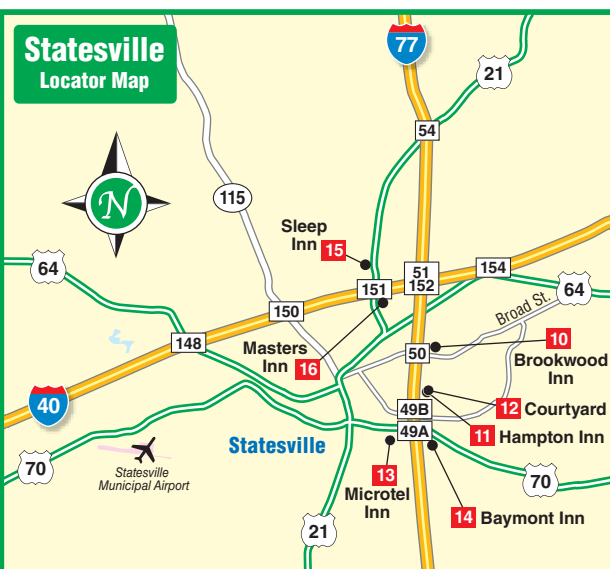 Statesville
Locator Map
77
21
54
N
115
Sleep
Inn
15
64
51
152
154
151
64
150
Broad St.
148
Masters
Inn
16
50
10
Brookwood
Inn
40
49B
12 Courtyard
49A
11 Hampton Inn
Statesville
70
Statesville
Municipal Airport
13
Microtel
Inn
70
14 Baymont Inn
21